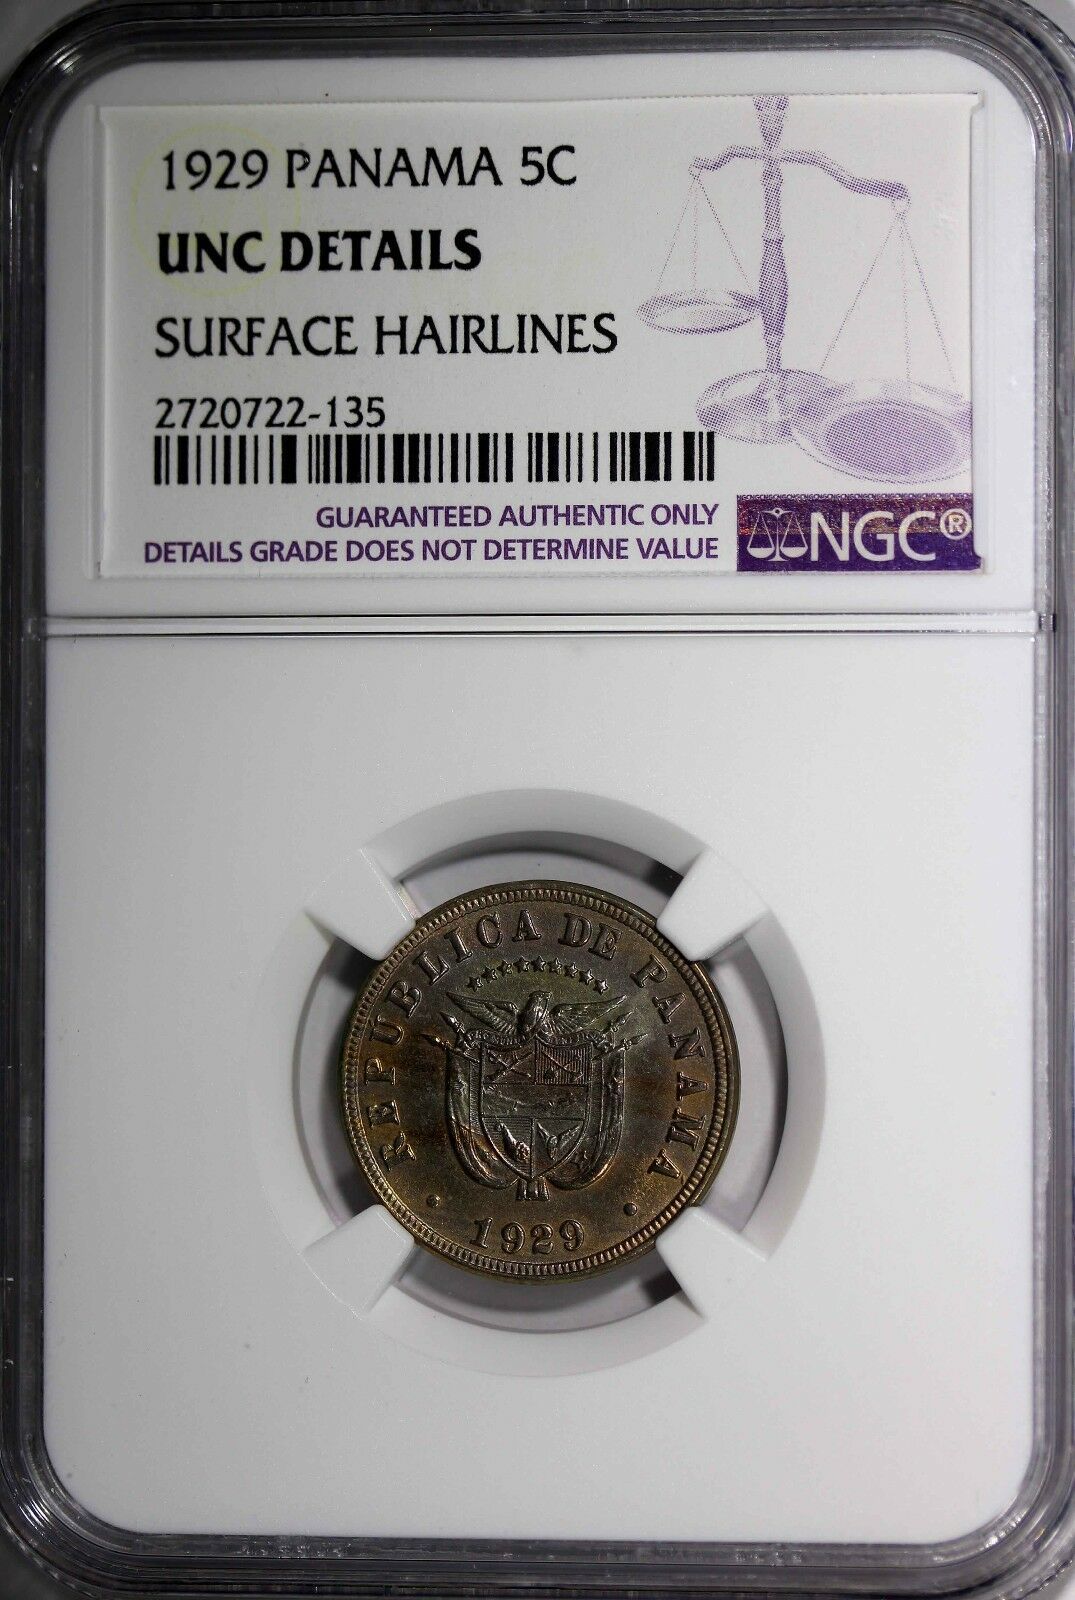 1929 PANAMA 5C
UNC DETAILS
SURFACE HAIRLINES
2720722-135
GUARANTEED AUTHENTIC ONLY
DETAILS GRADE DOES NOT DETERMINE VALUE
NGC®
REPUBLICA DE PANAMA
1929